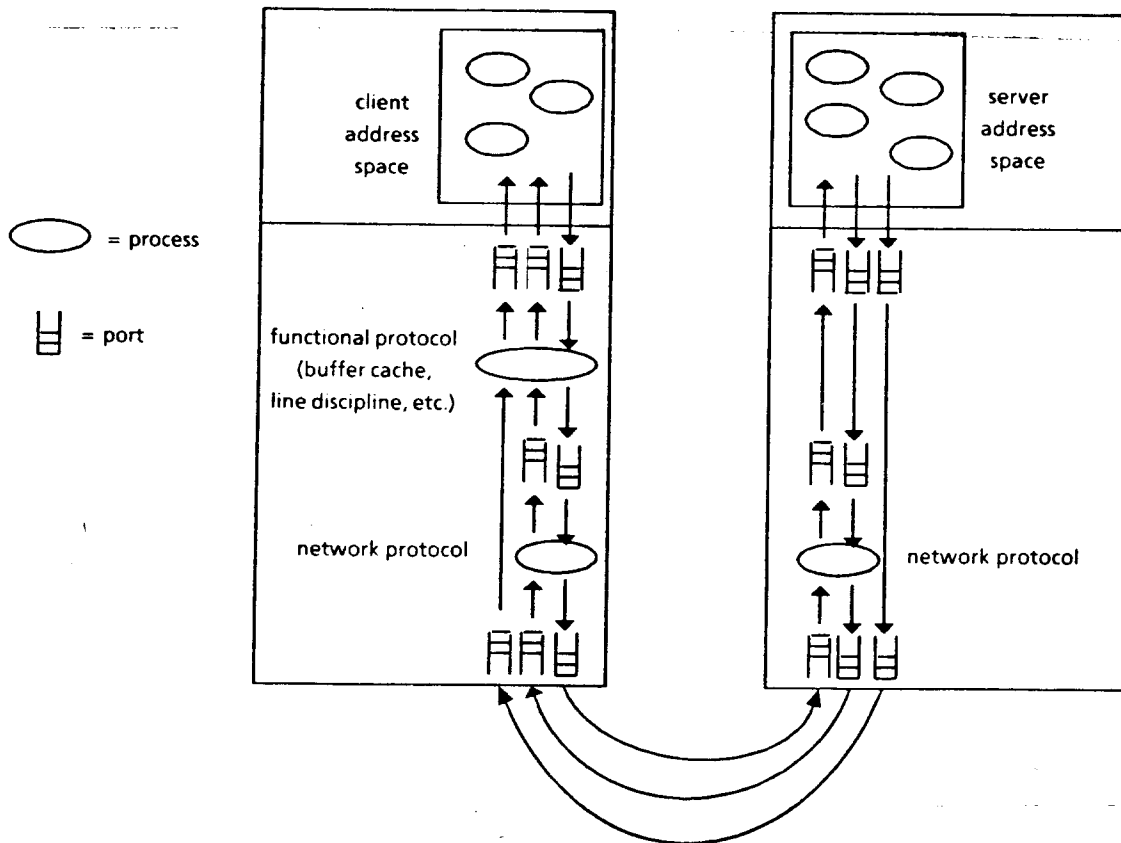 client
address
space
server
address
space
= process
= port
functional protocol
(buffer cache,
line discipline, etc.)
network protocol
network protocol